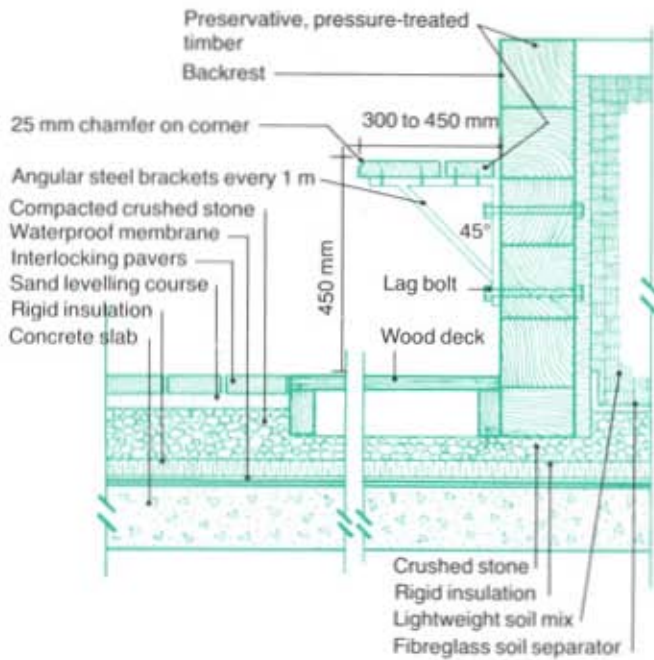 Preservative, pressure-treated
timber
Backrest
300 to 450 mm
25 mm chamfer on corner
Angular steel brackets every 1 m
Compacted crushed stone
Waterproof membrane
Interlocking pavers
Sand levelling course
Rigid insulation
Concrete slab
450 mm
45°
Lag bolt
Wood deck
Crushed stone
Rigid insulation
Lightweight soil mix
Fibreglass soil separator